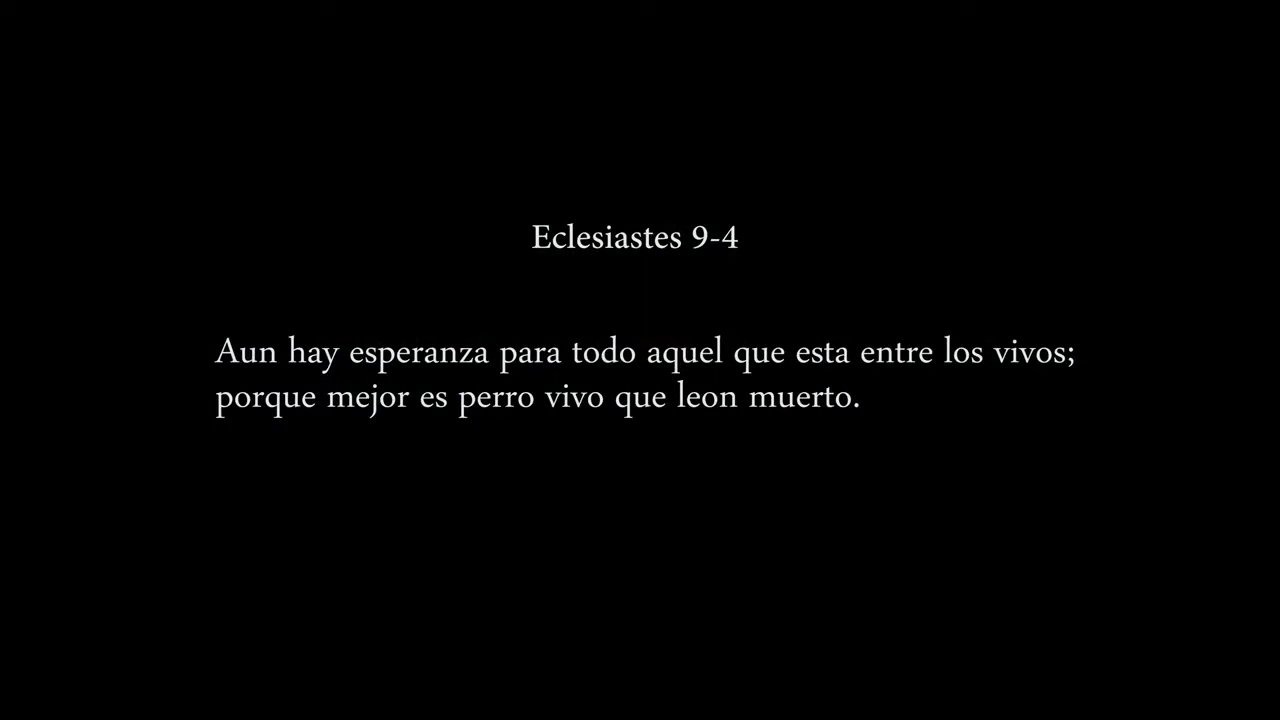 Eclesiastes 9-4
Aun hay esperanza para todo aquel que esta entre los vivos;
porque mejor es perro vivo que leon muerto.